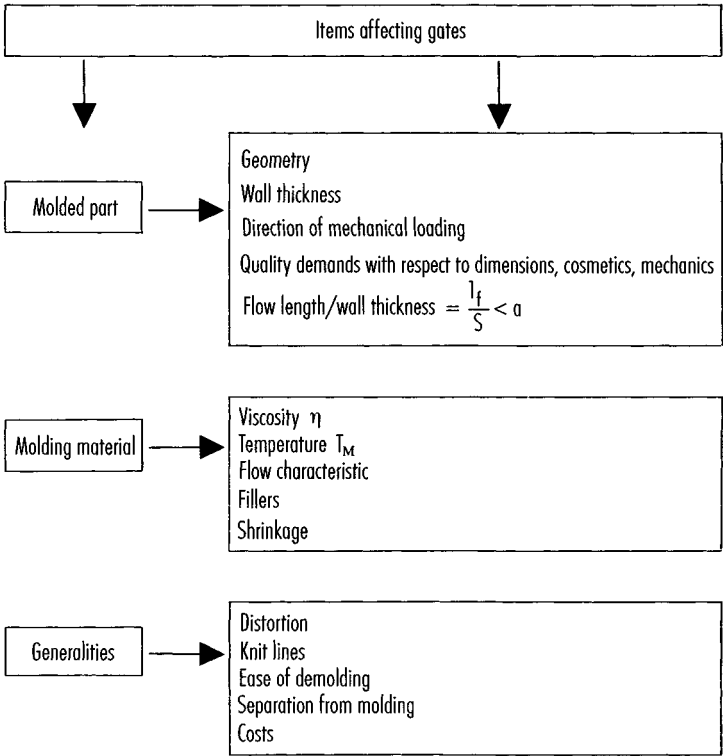 Items affecting gates
Molded part
Geometry
Wall thickness
Direction of mechanical loading
Quality demands with respect to dimensions, cosmetics, mechanics
Flow length/wall thickness = l_f/S < a
Molding material
Viscosity η
Temperature T_M
Flow characteristic
Fillers
Shrinkage
Generalities
Distortion
Knit lines
Ease of demolding
Separation from molding
Costs